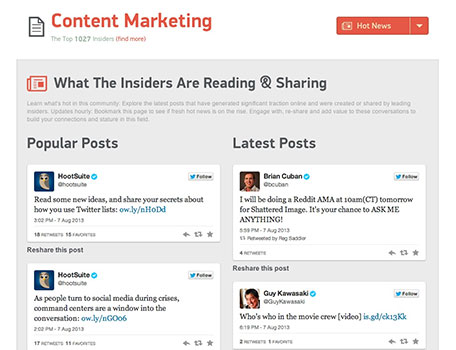 Content Marketing
The Top 1027 Insiders (find more)
Hot News
What The Insiders Are Reading & Sharing
Learn what's hot in this community: Explore the latest posts that have generated significant traction online and were created or shared by leading
insiders. Updates hourly; Bookmark this page to see if fresh new news is on the rise. Engage with, re-share and add value to these conversations to
build your connections and stature in this field.
Popular Posts
HootSuite
@hootsuite
Follow
Read some new ideas, and share your secrets about
how you use Twitter lists: ow.ly/nH0Dd
3:02 PM - 7 Aug 2013
18 RETWEETS 15 FAVORITES
Reshare this post
HootSuite
@hootsuite
Follow
As people turn to social media during crises,
command centers are a window into the
conversation: ow.ly/nGO06
2:02 PM - 7 Aug 2013
17 RETWEETS 11 FAVORITES
Latest Posts
Brian Cuban
@bcuban
Follow
I will be doing a Reddit AMA at 10am(CT) tomorrow
for Shattered Image. It's your chance to ASK ME
ANYTHING!
5:59 PM - 7 Aug 2013
Retweeted by Reg Saddler
4 RETWEETS
Reshare this post
Guy Kawasaki
@GuyKawasaki
Follow
Who's who in the movie crew [video] is.gd/ck13Kk
6:19 PM - 7 Aug 2013
2 RETWEETS 1 FAVORITE